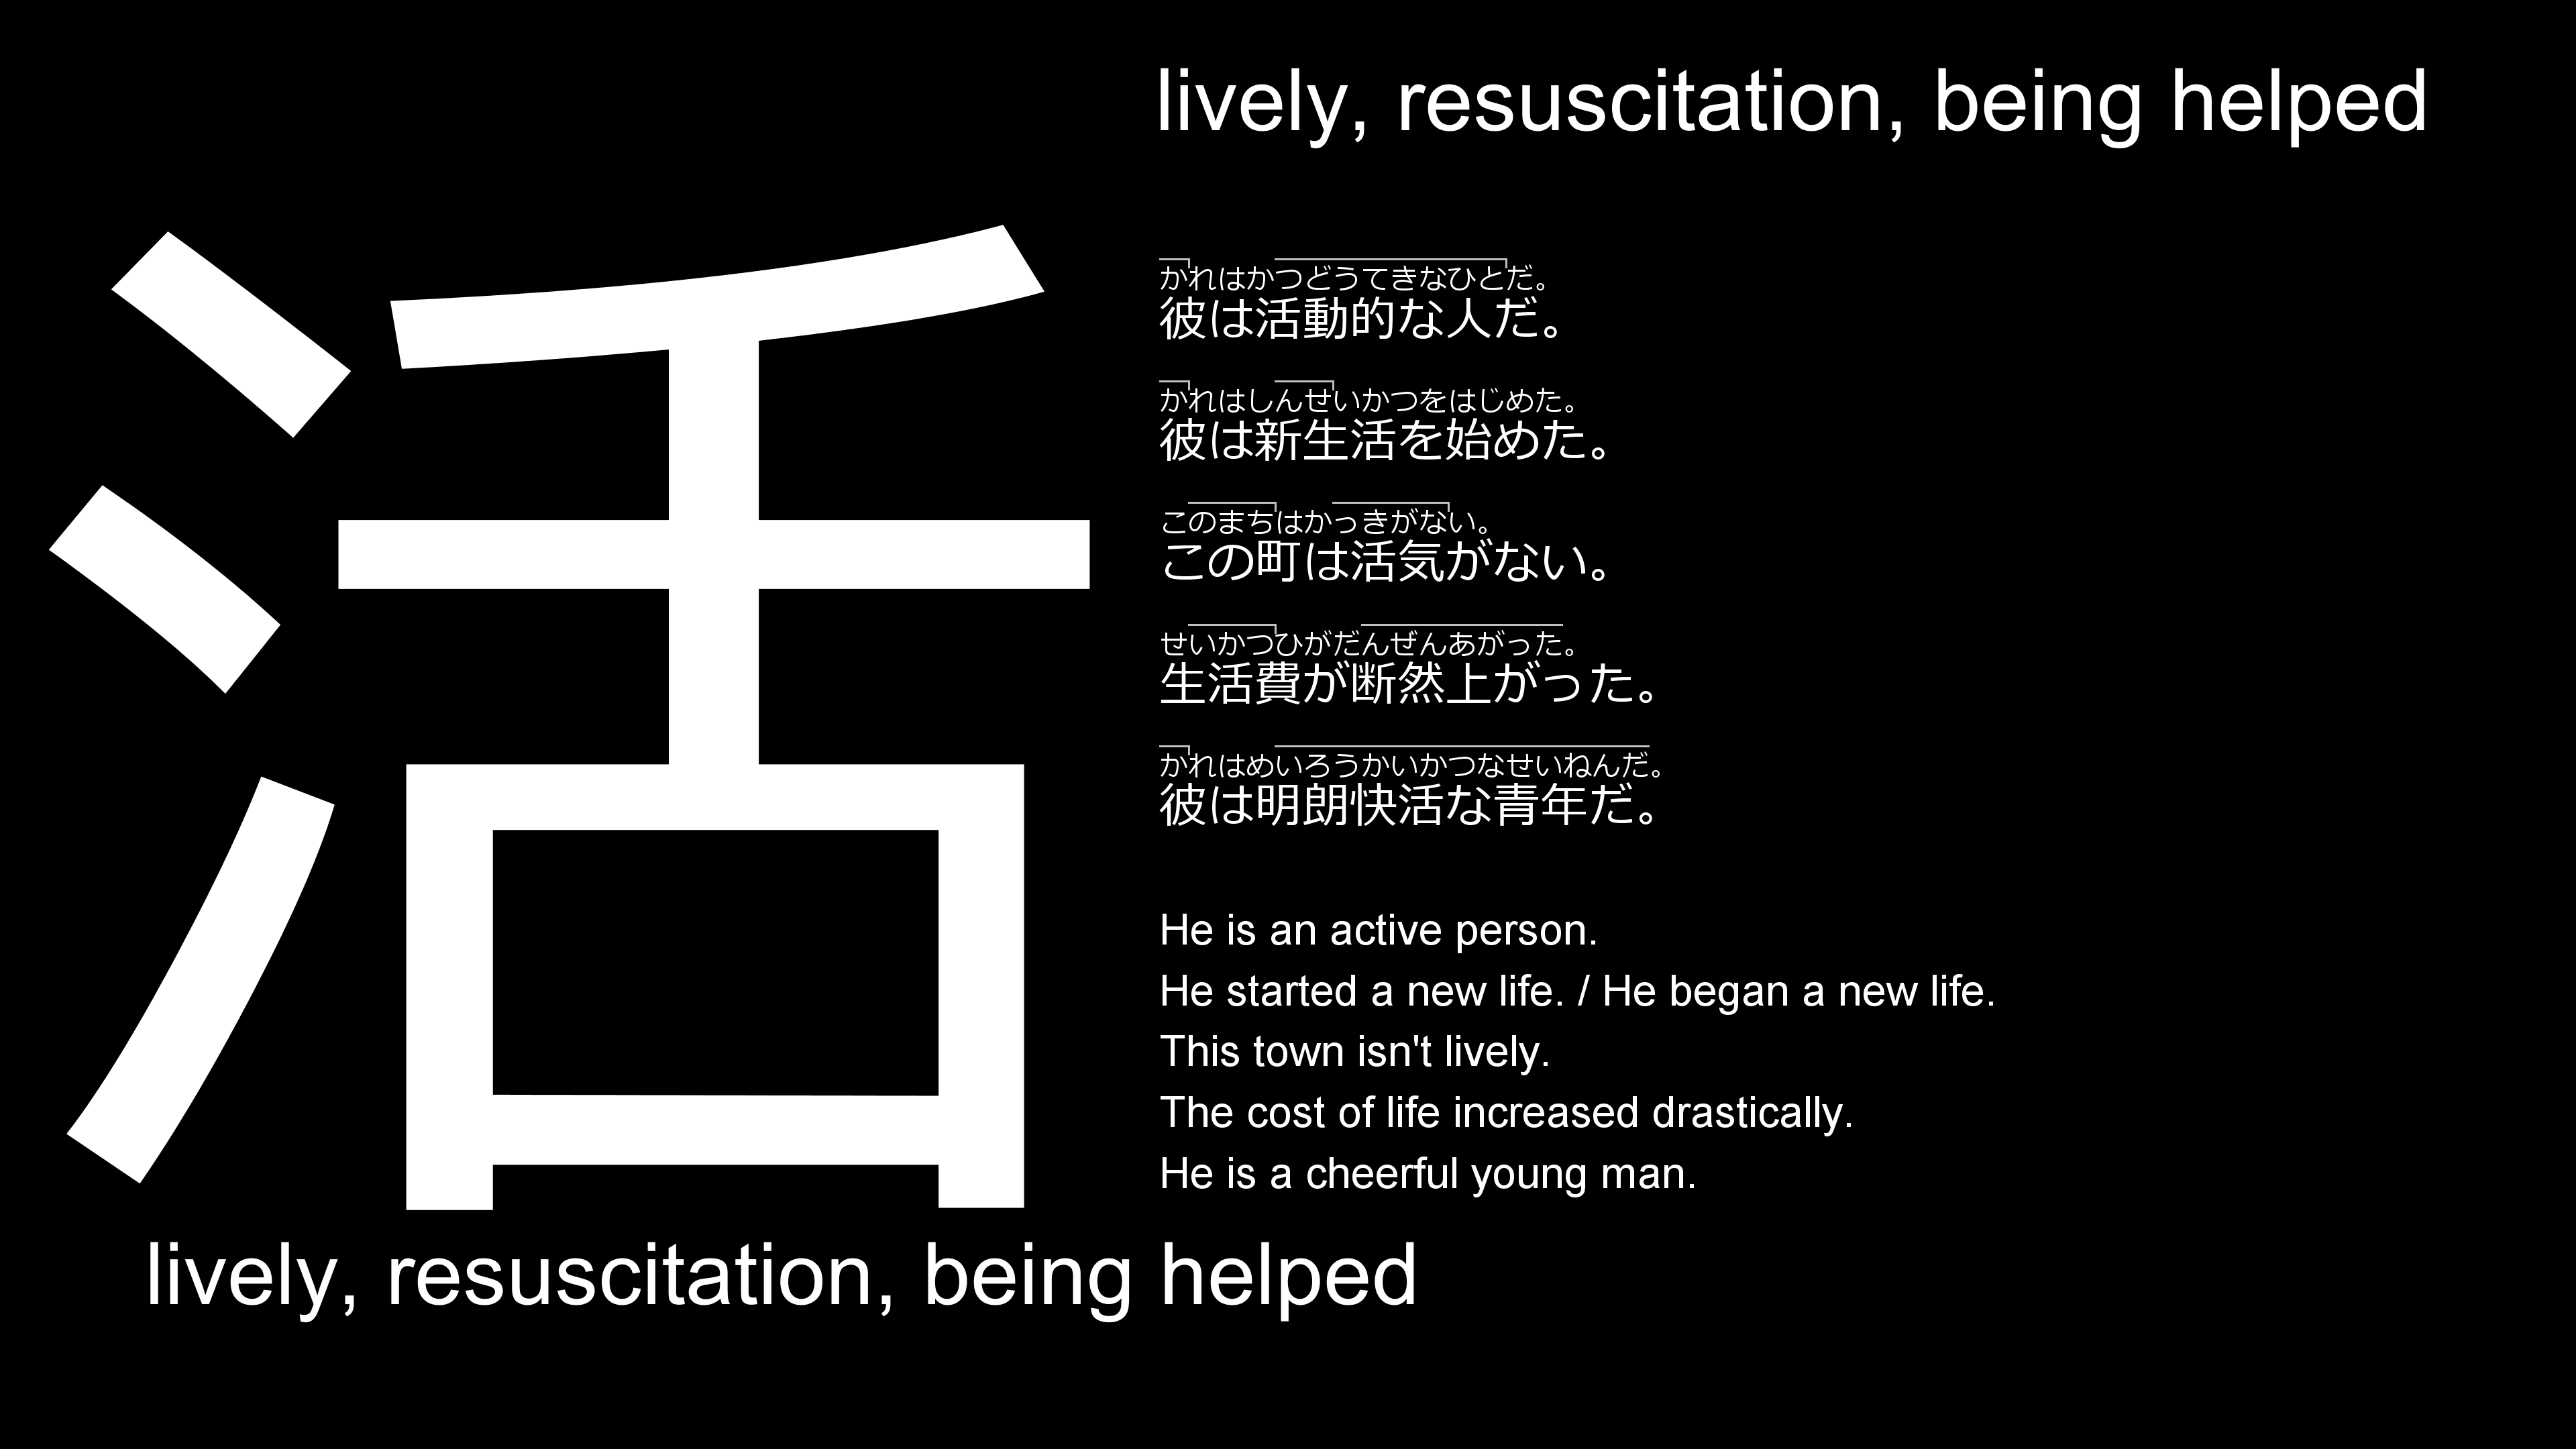 lively, resuscitation, being helped
活
かれはかつどうてきなひとだ。
彼は活動的な人だ。
かれはしんせいかつをはじめた。
彼は新生活を始めた。
このまちはかっきがない。
この町は活気がない。
せいかつひがだんぜんあがった。
生活費が断然上がった。
かれはめいろうかいかつなせいねんだ。
彼は明朗快活な青年だ。
He is an active person.
He started a new life. / He began a new life.
This town isn't lively.
The cost of life increased drastically.
He is a cheerful young man.
lively, resuscitation, being helped